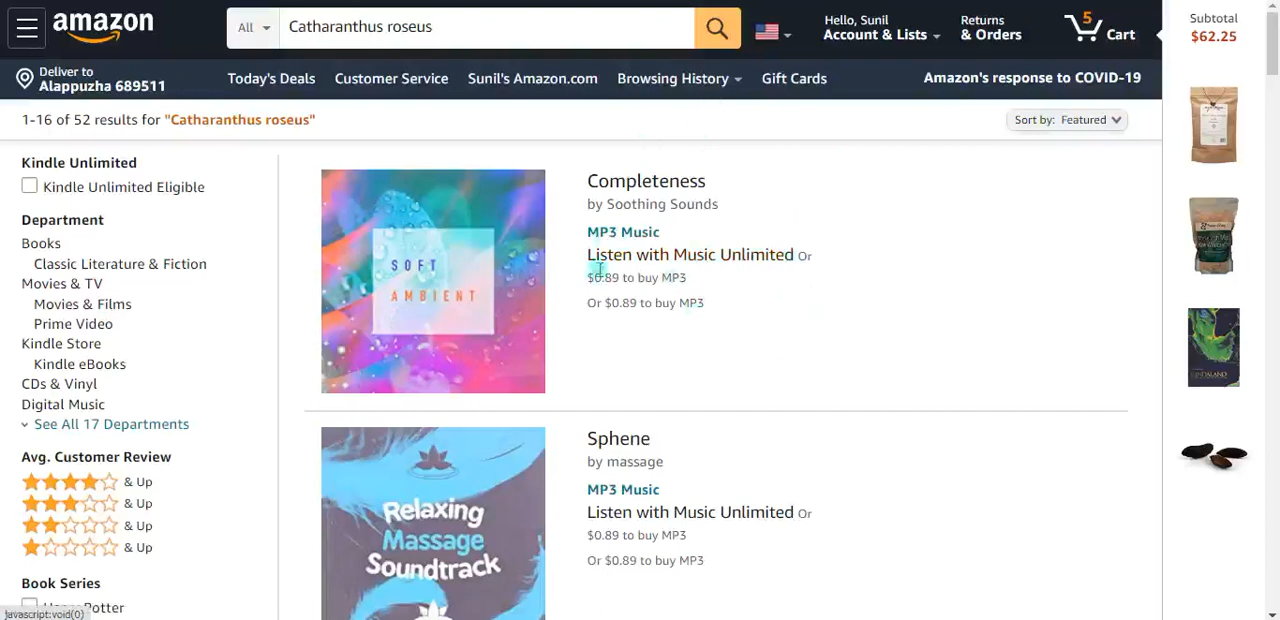 amazon
All
Catharanthus roseus
Hello, Sunil
Account & Lists
Returns
& Orders
5
Cart
Subtotal
$62.25
Deliver to
Alappuzha 689511
Today's Deals
Customer Service
Sunil's Amazon.com
Browsing History
Gift Cards
Amazon's response to COVID-19
1-16 of 52 results for "Catharanthus roseus"
Sort by: Featured
Kindle Unlimited
Kindle Unlimited Eligible
Department
Books
Classic Literature & Fiction
Movies & TV
Movies & Films
Prime Video
Kindle Store
Kindle eBooks
CDs & Vinyl
Digital Music
See All 17 Departments
Avg. Customer Review
& Up
& Up
& Up
& Up
Book Series
Potter
javascript:void(0)
SOFT
AMBIENT
Completeness
by Soothing Sounds
MP3 Music
Listen with Music Unlimited Or
$0.89 to buy MP3
Or $0.89 to buy MP3
Relaxing
Massage
Soundtrack
Sphene
by massage
MP3 Music
Listen with Music Unlimited Or
$0.89 to buy MP3
Or $0.89 to buy MP3